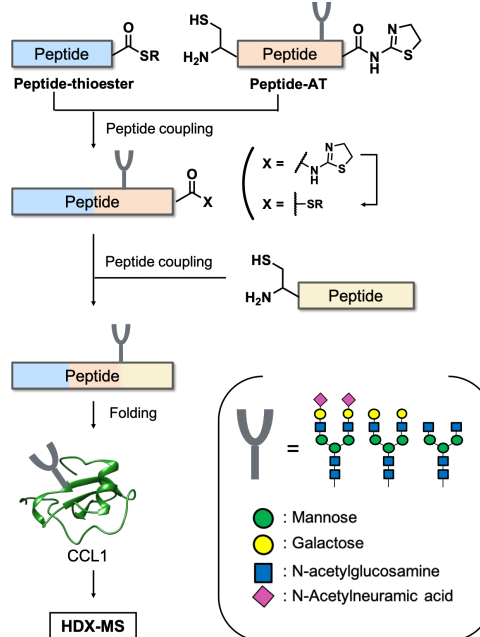 Peptide
O
SR
Peptide-thioester
HS
H₂N
Peptide
O
N
H
N
S
Peptide-AT
Peptide coupling
Peptide
O
X
X =
N
H
N
S
X =
SR
Peptide coupling
HS
H₂N
Peptide
Peptide
Folding
CCL1
HDX-MS
=
: Mannose
: Galactose
: N-acetylglucosamine
: N-Acetylneuramic acid